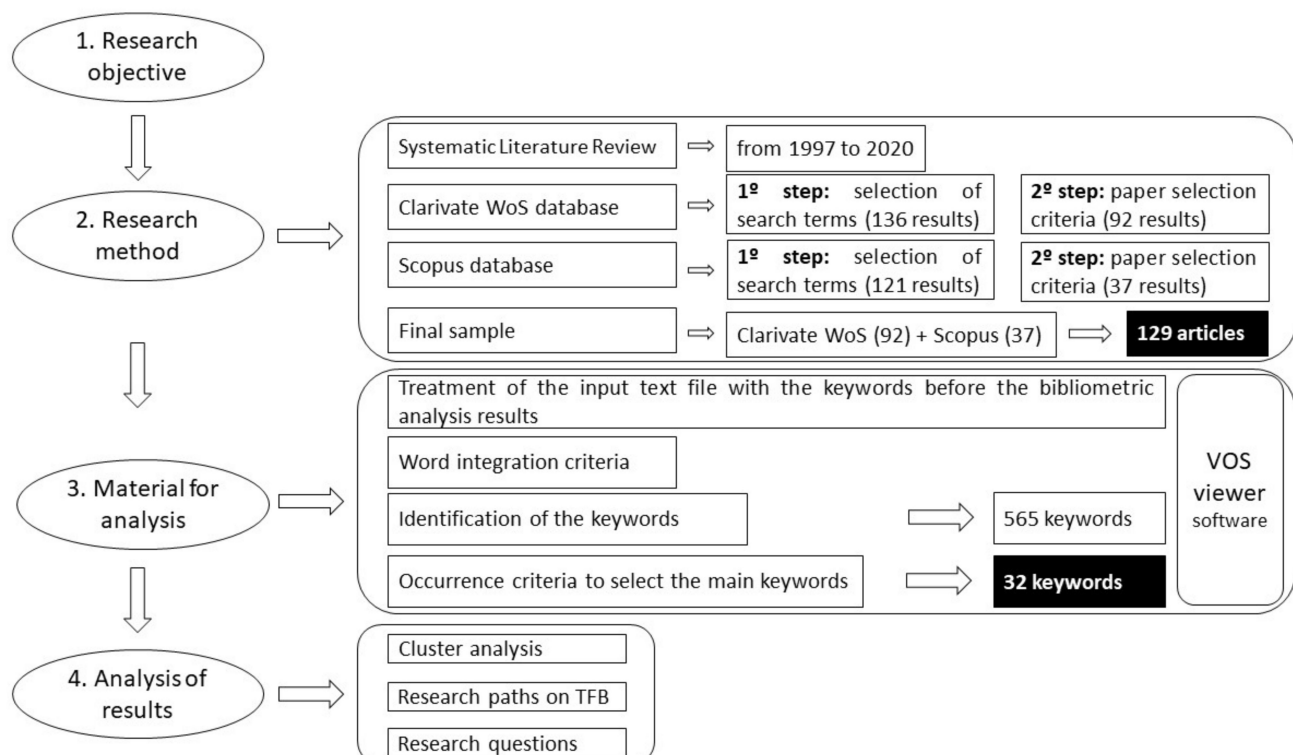 1. Research
objective
Systematic Literature Review
from 1997 to 2020
2. Research
method
Clarivate WoS database
1º step: selection of
search terms (136 results)
2º step: paper selection
criteria (92 results)
Scopus database
1º step: selection of
search terms (121 results)
2º step: paper selection
criteria (37 results)
Final sample
Clarivate WoS (92) + Scopus (37)
129 articles
3. Material for
analysis
Treatment of the input text file with the keywords before the bibliometric
analysis results
Word integration criteria
Identification of the keywords
565 keywords
Occurrence criteria to select the main keywords
32 keywords
VOS
viewer
software
4. Analysis of
results
Cluster analysis
Research paths on TFB
Research questions